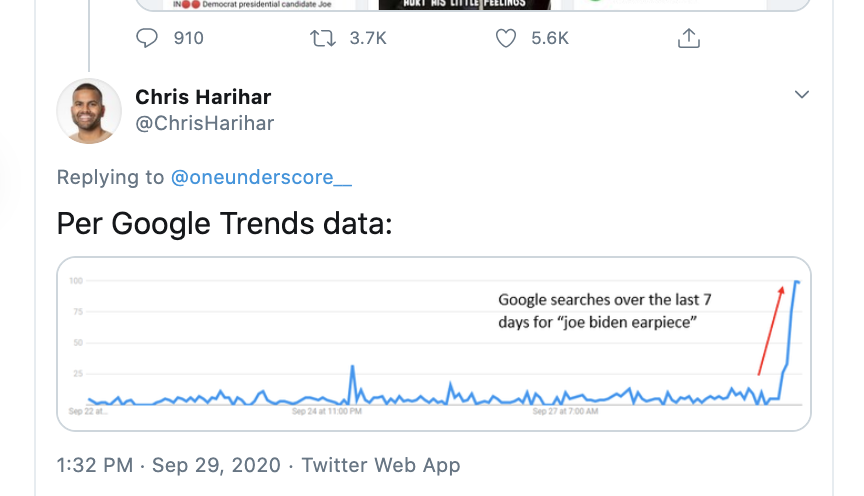 IN🔴🔴 Democrat presidential candidate Joe
HURT HIS LITTLE FEELINGS
910 3.7K 5.6K
Chris Harihar
@ChrisHarihar
Replying to @oneunderscore__
Per Google Trends data:
100
75
50
25
Google searches over the last 7
days for “joe biden earpiece”
Sep 22 at... Sep 24 at 11:00 PM Sep 27 at 7:00 AM
1:32 PM · Sep 29, 2020 · Twitter Web App